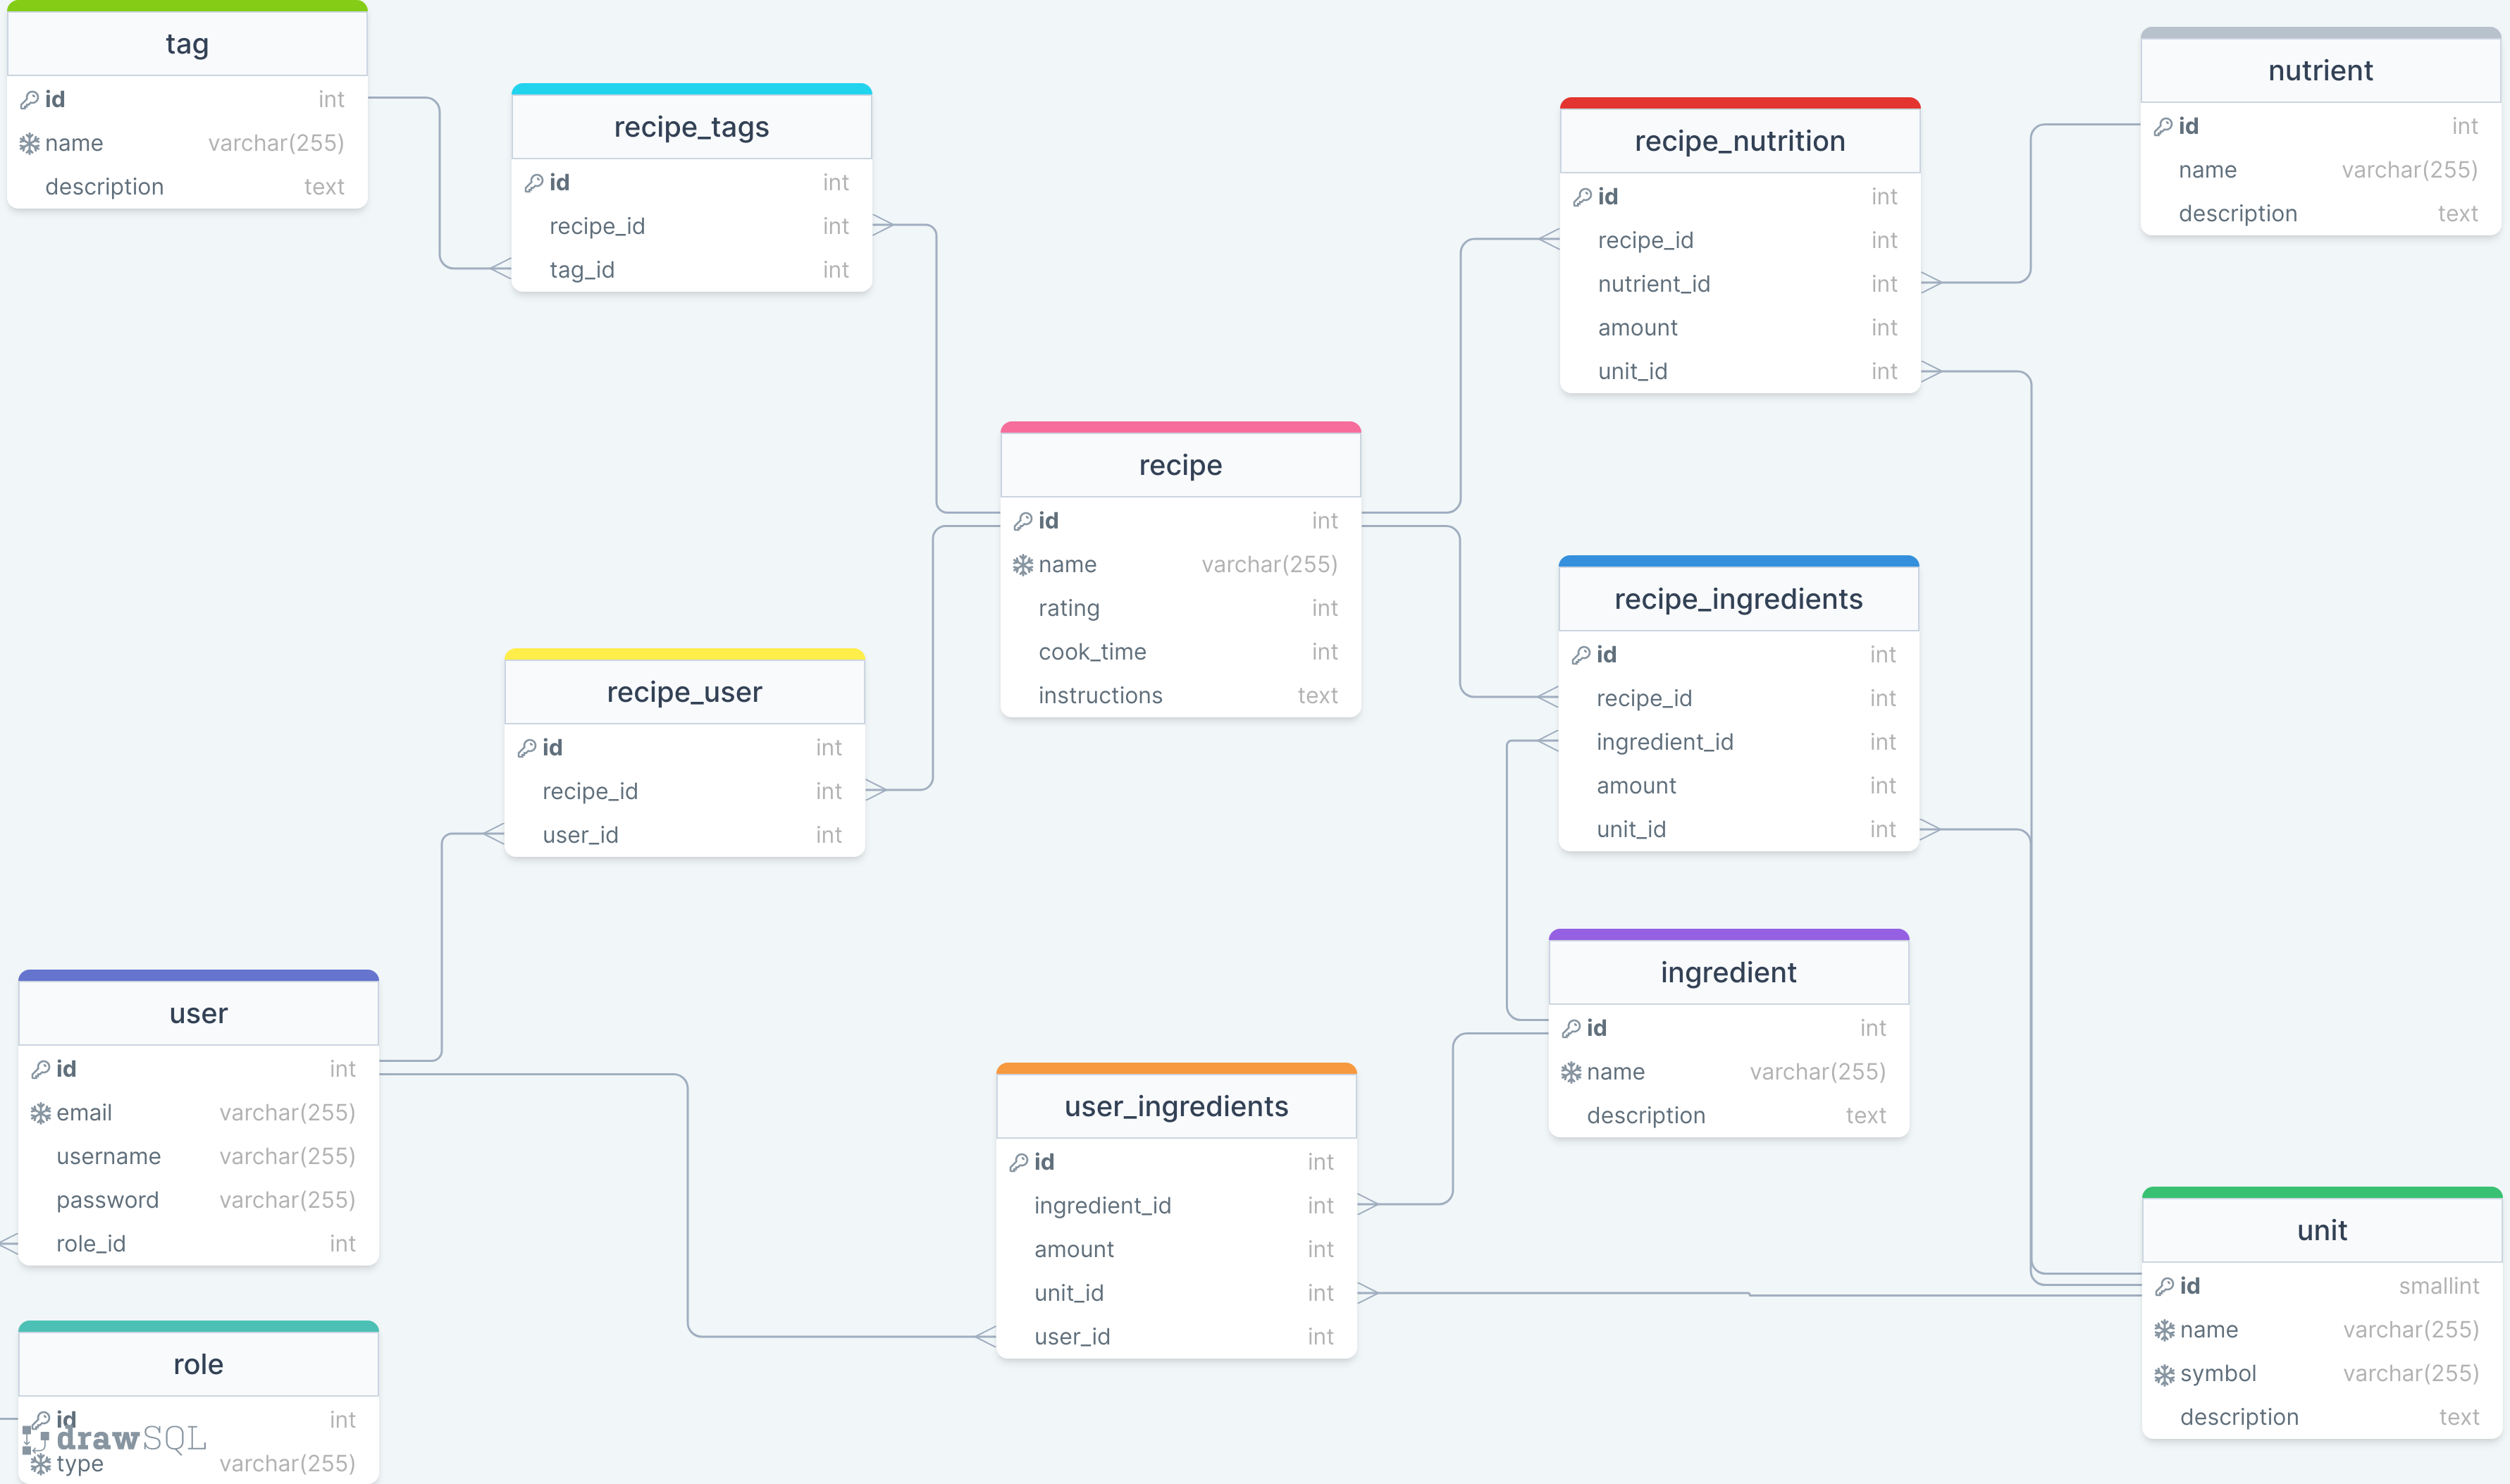 tag
id int
name varchar(255)
description text
recipe_tags
id int
recipe_id int
tag_id int
recipe_nutrition
id int
recipe_id int
nutrient_id int
amount int
unit_id int
nutrient
id int
name varchar(255)
description text
recipe
id int
name varchar(255)
rating int
cook_time int
instructions text
recipe_user
id int
recipe_id int
user_id int
recipe_ingredients
id int
recipe_id int
ingredient_id int
amount int
unit_id int
user
id int
email varchar(255)
username varchar(255)
password varchar(255)
role_id int
user_ingredients
id int
ingredient_id int
amount int
unit_id int
user_id int
ingredient
id int
name varchar(255)
description text
unit
id smallint
name varchar(255)
symbol varchar(255)
description text
role
id int
drawSQL
type varchar(255)